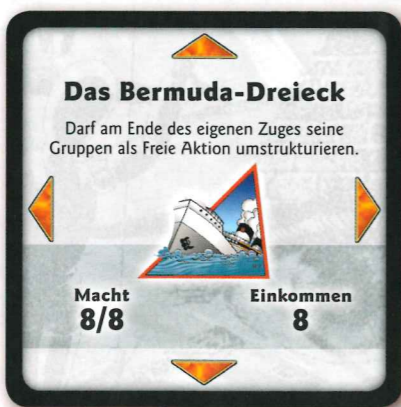 Das Bermuda-Dreieck
Darf am Ende des eigenen Zuges seine
Gruppen als Freie Aktion umstrukturieren.
Macht
8/8
Einkommen
8